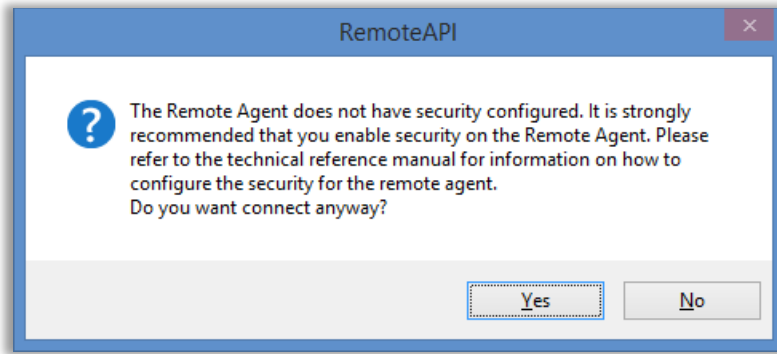 RemoteAPI
The Remote Agent does not have security configured. It is strongly
recommended that you enable security on the Remote Agent. Please
refer to the technical reference manual for information on how to
configure the security for the remote agent.
Do you want connect anyway?
Yes
No